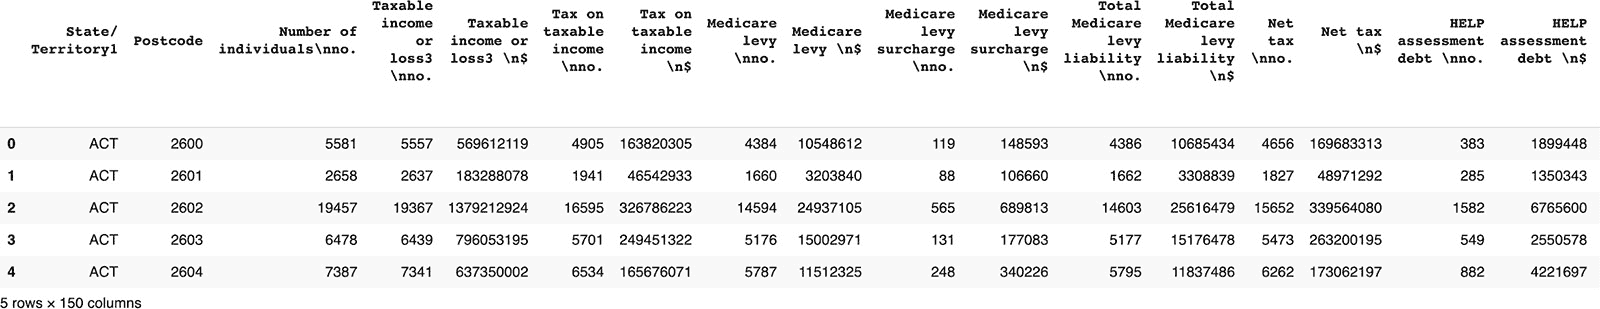 State/Territory1 Postcode Number of individuals\nno. Taxable income or loss3 \nno. Taxable income or loss3 \n$ Tax on taxable income \nno. Tax on taxable income \n$ Medicare levy \nno. Medicare levy \n$ Medicare levy surcharge \nno. Medicare levy surcharge \n$ Total Medicare levy liability \nno. Total Medicare levy liability \n$ Net tax \nno. Net tax \n$ HELP assessment debt \nno. HELP assessment debt \n$
0 ACT 2600 5581 5557 569612119 4905 163820305 4384 10548612 119 148593 4386 10685434 4656 169683313 383 1899448
1 ACT 2601 2658 2637 183288078 1941 46542933 1660 3203840 88 106660 1662 3308839 1827 48971292 285 1350343
2 ACT 2602 19457 19367 1379212924 16595 326786223 14594 24937105 565 689813 14603 25616479 15652 339564080 1582 6765600
3 ACT 2603 6478 6439 796053195 5701 249451322 5176 15002971 131 177083 5177 15176478 5473 263200195 549 2550578
4 ACT 2604 7387 7341 637350002 6534 165676071 5787 11512325 248 340226 5795 11837486 6262 173062197 882 4221697
5 rows × 150 columns